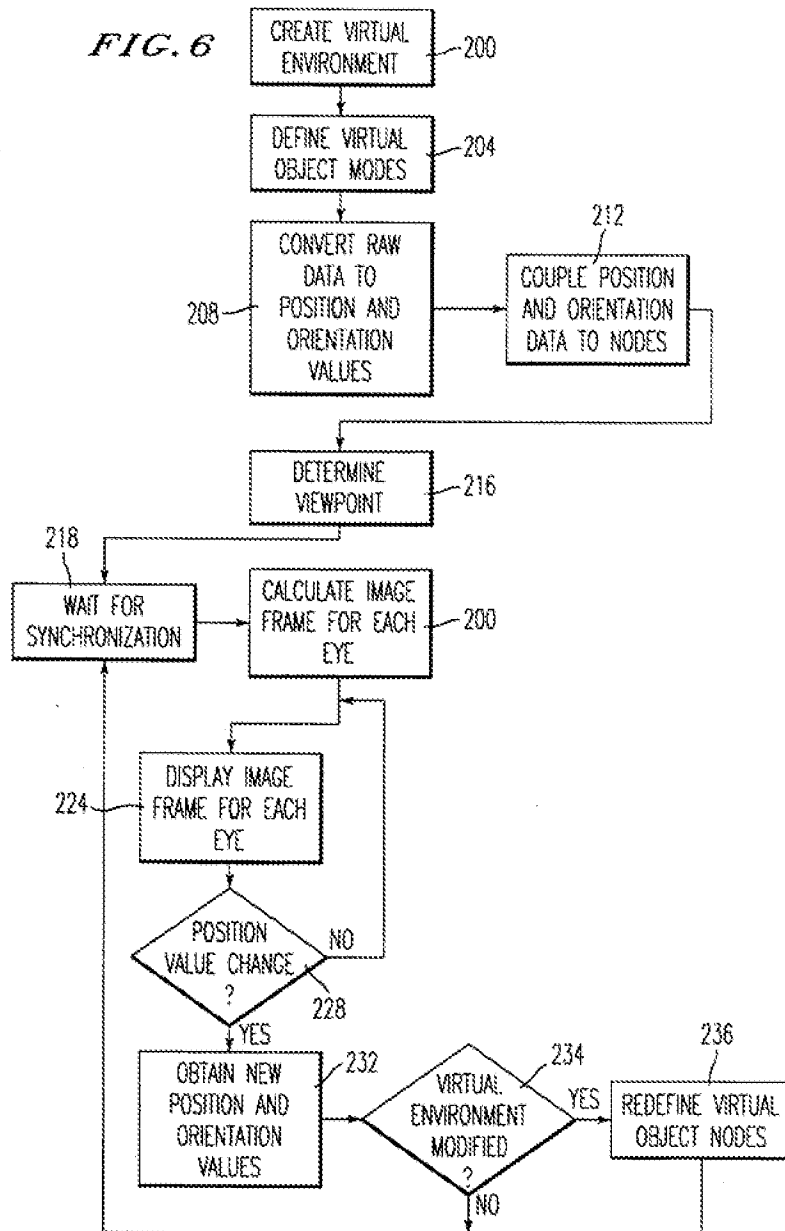 FIG. 6
CREATE VIRTUAL
ENVIRONMENT
200
DEFINE VIRTUAL
OBJECT MODES
204
CONVERT RAW
DATA TO
POSITION AND
ORIENTATION
VALUES
208
212
COUPLE POSITION
AND ORIENTATION
DATA TO NODES
DETERMINE
VIEWPOINT
216
218
WAIT FOR
SYNCHRONIZATION
CALCULATE IMAGE
FRAME FOR EACH
EYE
200
DISPLAY IMAGE
FRAME FOR EACH
EYE
224
POSITION
VALUE CHANGE
?
NO
228
YES
OBTAIN NEW
POSITION AND
ORIENTATION
VALUES
232
VIRTUAL
ENVIRONMENT
MODIFIED
?
234
YES
NO
236
REDEFINE VIRTUAL
OBJECT NODES